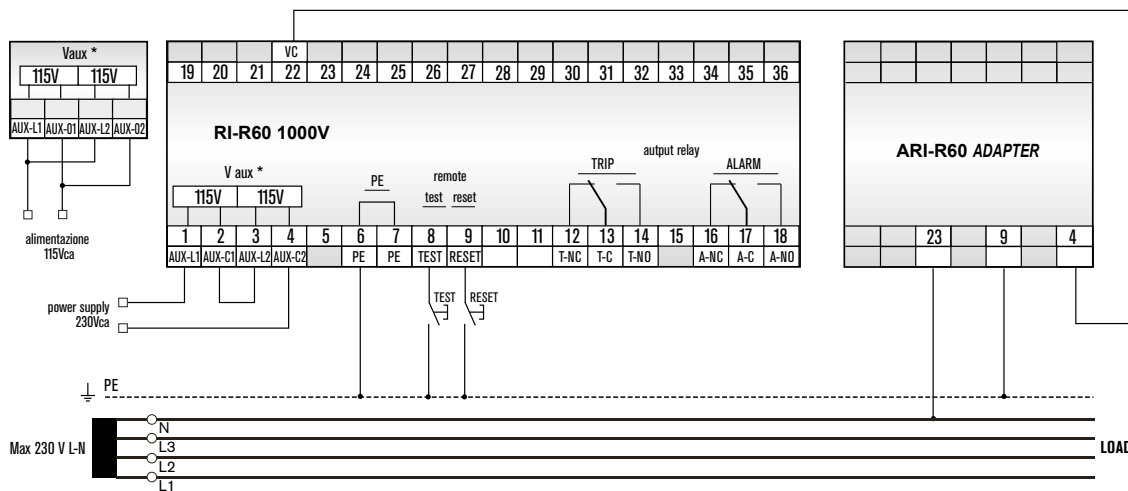 Vaux *
115V 115V
AUX-L1 AUX-01 AUX-L2 AUX-02
alimentazione
115Vca
VC
19 20 21 22 23 24 25 26 27 28 29 30 31 32 33 34 35 36
RI-R60 1000V
V aux *
115V 115V
PE
remote
test reset
autput relay
TRIP
ALARM
1 2 3 4 5 6 7 8 9 10 11 12 13 14 15 16 17 18
AUX-L1 AUX-C1 AUX-L2 AUX-C2 PE PE TEST RESET T-NC T-C T-NO A-NC A-C A-NO
power supply
230Vca
TEST RESET
ARI-R60 ADAPTER
23 9 4
PE
Max 230 V L-N
N
L3
L2
L1
LOAD